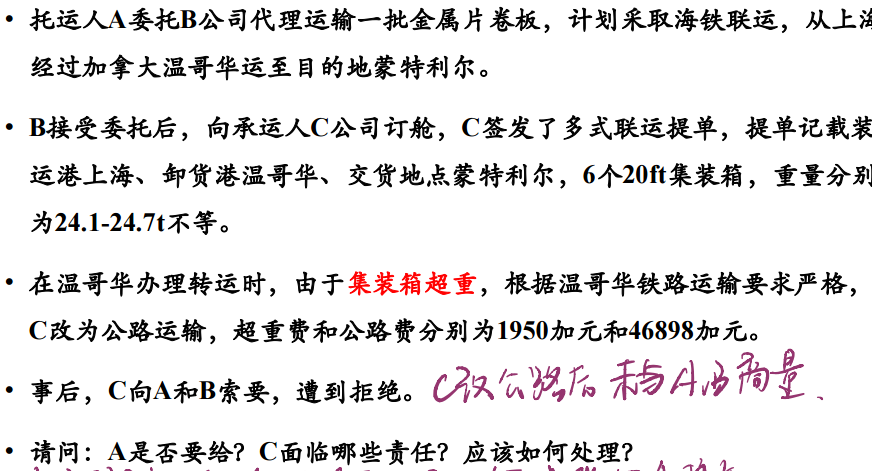 • 托运人A委托B公司代理运输一批金属片卷板，计划采取海铁联运，从上海
经过加拿大温哥华运至目的地蒙特利尔。
• B接受委托后，向承运人C公司订舱，C签发了多式联运提单，提单记载装
运港上海、卸货港温哥华、交货地点蒙特利尔，6个20ft集装箱，重量分别
为24.1-24.7t不等。
• 在温哥华办理转运时，由于集装箱超重，根据温哥华铁路运输要求严格，
C改为公路运输，超重费和公路费分别为1950加元和46898加元。
• 事后，C向A和B索要，遭到拒绝。 C改公路后 未与A 商量、
• 请问：A是否要给？C面临哪些责任？应该如何处理？